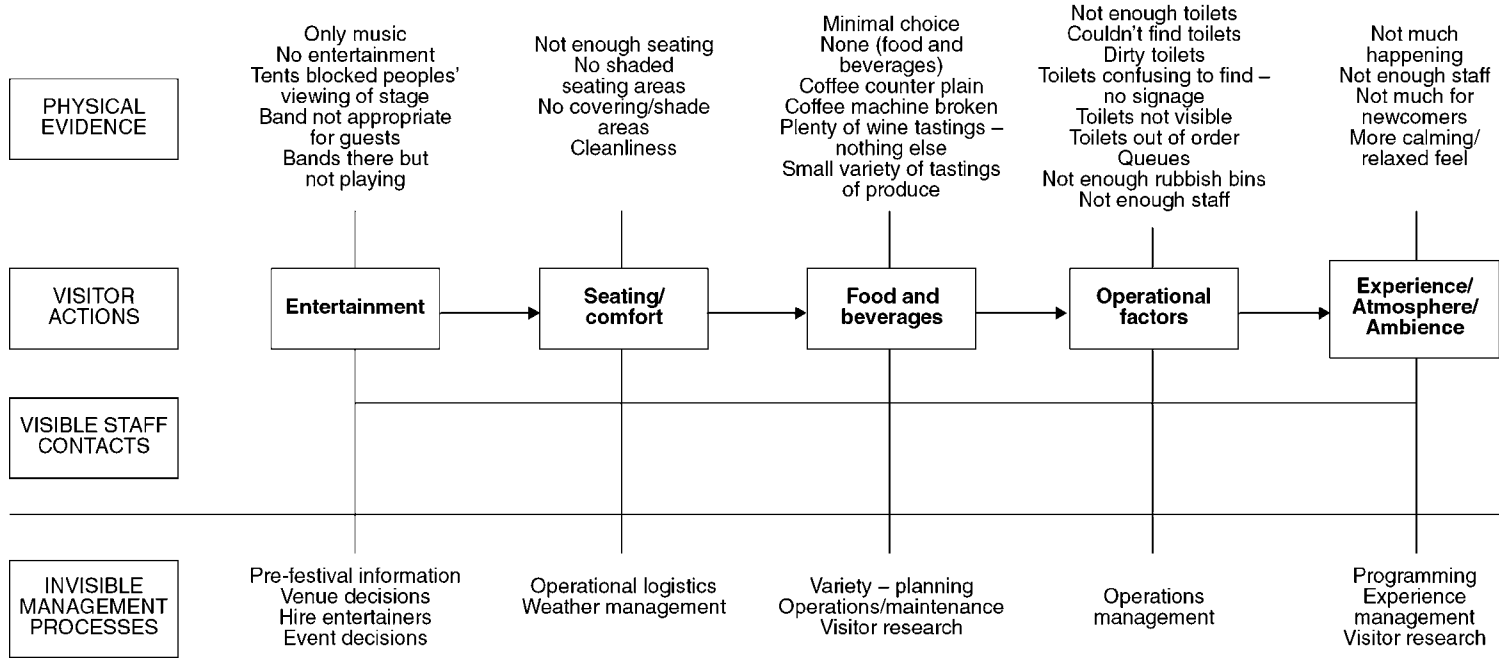 PHYSICAL
EVIDENCE
Only music
No entertainment
Tents blocked peoples’
viewing of stage
Band not appropriate
for guests
Bands there but
not playing
Not enough seating
No shaded
seating areas
No covering/shade
areas
Cleanliness
Minimal choice
None (food and
beverages)
Coffee counter plain
Coffee machine broken
Plenty of wine tastings –
nothing else
Small variety of tastings
of produce
Not enough toilets
Couldn’t find toilets
Dirty toilets
Toilets confusing to find –
no signage
Toilets not visible
Toilets out of order
Queues
Not enough rubbish bins
Not enough staff
Not much
happening
Not enough staff
Not much for
newcomers
More calming/
relaxed feel
VISITOR
ACTIONS
Entertainment
Seating/
comfort
Food and
beverages
Operational
factors
Experience/
Atmosphere/
Ambience
VISIBLE STAFF
CONTACTS
INVISIBLE
MANAGEMENT
PROCESSES
Pre-festival information
Venue decisions
Hire entertainers
Event decisions
Operational logistics
Weather management
Variety – planning
Operations/maintenance
Visitor research
Operations
management
Programming
Experience
management
Visitor research